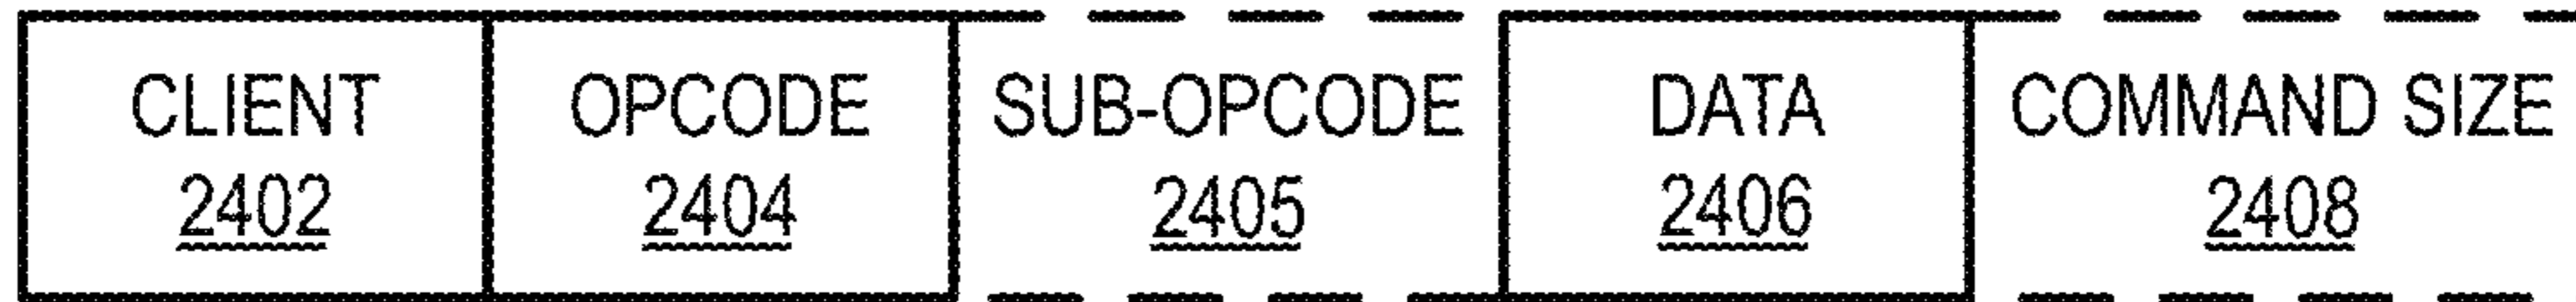 CLIENT OPCODE SUB-OPCODE DATA COMMAND SIZE
2402 2404 2405 2406 2408